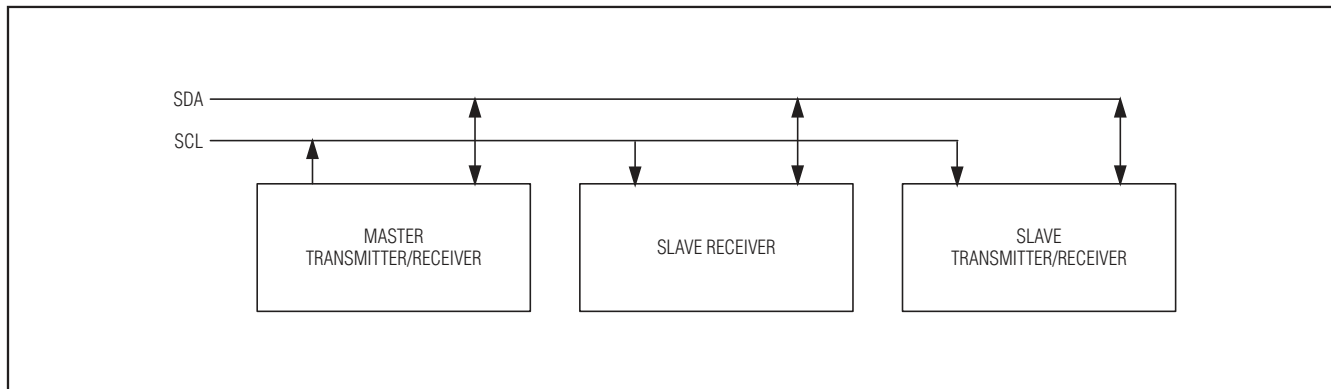 SDA
SCL
MASTER
TRANSMITTER/RECEIVER
SLAVE RECEIVER
SLAVE
TRANSMITTER/RECEIVER